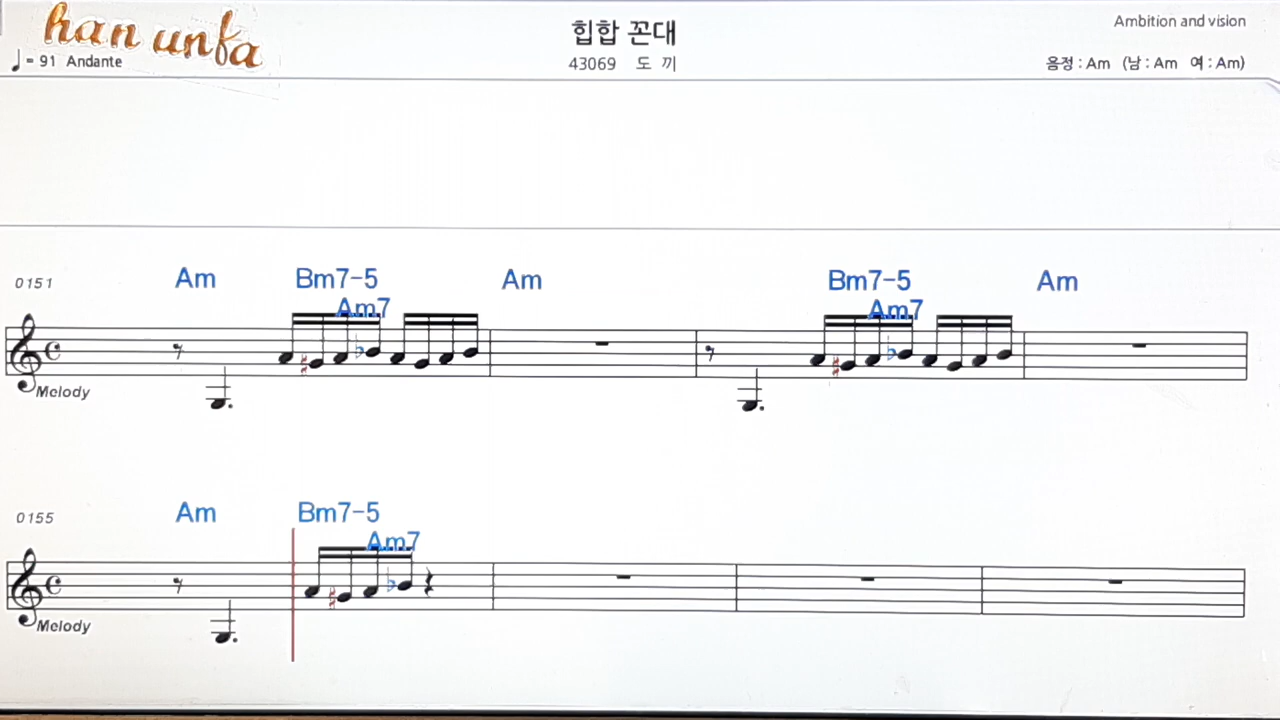 han unfa
힙합 꼰대
Ambition and vision
♩= 91 Andante
43069 도 끼
음정 : Am (남 : Am 여 : Am)
0151
Am Bm7-5 Am Bm7-5 Am
Am7 Am7
Melody
0155
Am Bm7-5
Am7
Melody